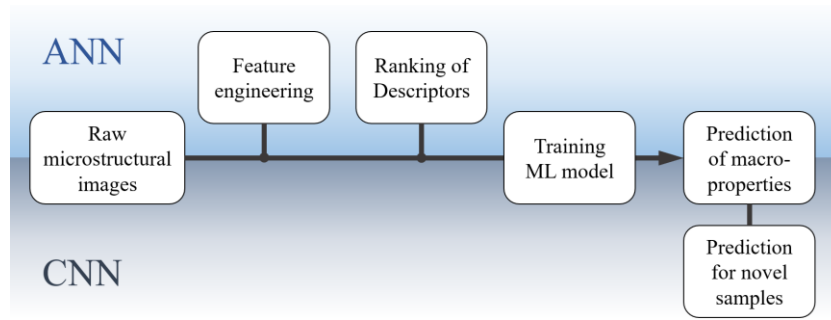 ANN
Feature
engineering
Ranking of
Descriptors
Raw
microstructural
images
Training
ML model
Prediction
of macro-
properties
CNN
Prediction
for novel
samples